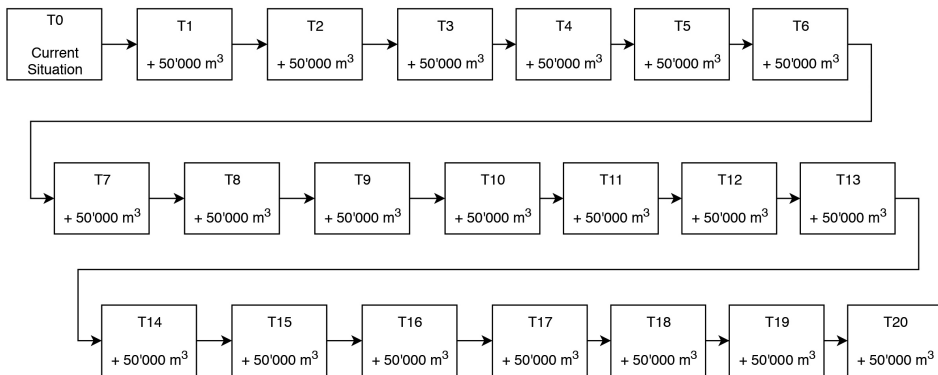 T0
Current
Situation
T1
+ 50'000 m³
T2
+ 50'000 m³
T3
+ 50'000 m³
T4
+ 50'000 m³
T5
+ 50'000 m³
T6
+ 50'000 m³
T7
+ 50'000 m³
T8
+ 50'000 m³
T9
+ 50'000 m³
T10
+ 50'000 m³
T11
+ 50'000 m³
T12
+ 50'000 m³
T13
+ 50'000 m³
T14
+ 50'000 m³
T15
+ 50'000 m³
T16
+ 50'000 m³
T17
+ 50'000 m³
T18
+ 50'000 m³
T19
+ 50'000 m³
T20
+ 50'000 m³